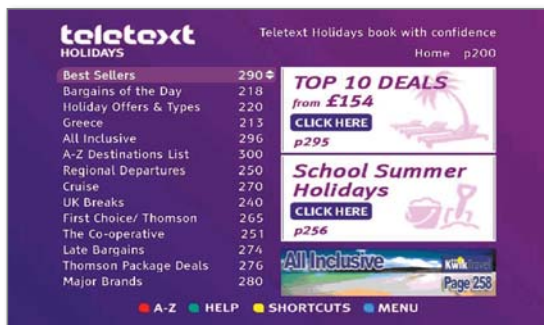 teletext
HOLIDAYS
Teletext Holidays book with confidence
Home p200
Best Sellers 290
Bargains of the Day 218
Holiday Offers & Types 220
Greece 213
All Inclusive 296
A-Z Destinations List 300
Regional Departures 250
Cruise 270
UK Breaks 240
First Choice/ Thomson 265
The Co-operative 251
Late Bargains 274
Thomson Package Deals 276
Major Brands 280
TOP 10 DEALS
from £154
CLICK HERE
p295
School Summer
Holidays
CLICK HERE
p256
All Inclusive
Kwiktravel
Page 258
A-Z HELP SHORTCUTS MENU